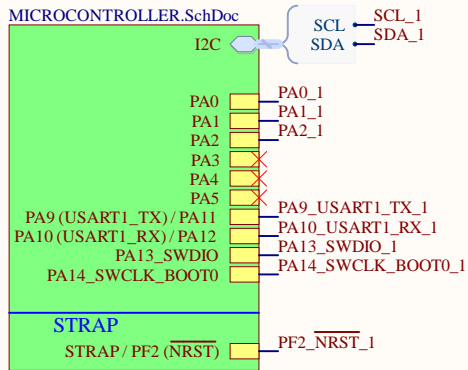 MICROCONTROLLER.SchDoc
I2C SCL SCL_1
SDA SDA_1
PA0 PA0_1
PA1 PA1_1
PA2 PA2_1
PA3
PA4
PA5
PA9 (USART1_TX) / PA11 PA9_USART1_TX_1
PA10 (USART1_RX) / PA12 PA10_USART1_RX_1
PA13_SWDIO PA13_SWDIO_1
PA14_SWCLK_BOOT0 PA14_SWCLK_BOOT0_1
STRAP
STRAP / PF2 (NRST) PF2_NRST_1